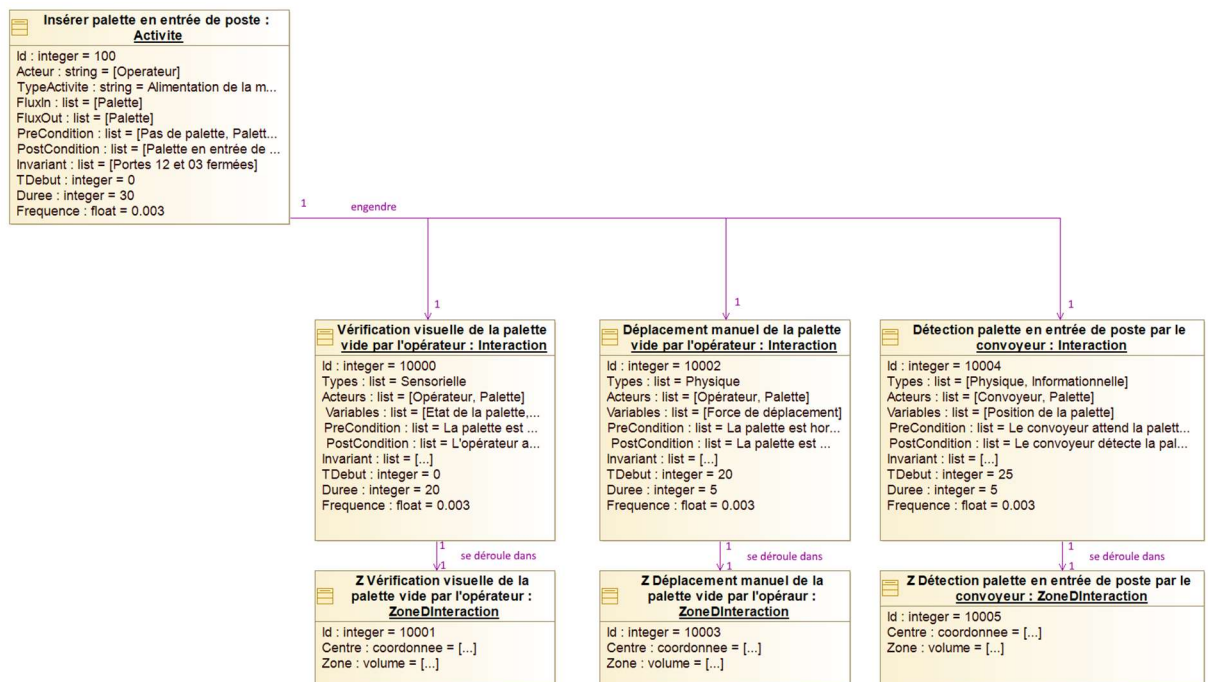 Insérer palette en entrée de poste :
Activite
Id : integer = 100
Acteur : string = [Operateur]
TypeActivite : string = Alimentation de la m...
FluxIn : list = [Palette]
FluxOut : list = [Palette]
PreCondition : list = [Pas de palette, Palett...
PostCondition : list = [Palette en entrée de ...
Invariant : list = [Portes 12 et 03 fermées]
TDebut : integer = 0
Duree : integer = 30
Frequence : float = 0.003
1
engendre
1
1
1
Vérification visuelle de la palette
vide par l'opérateur : Interaction
Id : integer = 10000
Types : list = Sensorielle
Acteurs : list = [Opérateur, Palette]
Variables : list = [Etat de la palette,...
PreCondition : list = La palette est ...
PostCondition : list = L'opérateur a...
Invariant : list = [...]
TDebut : integer = 0
Duree : integer = 20
Frequence : float = 0.003
Déplacement manuel de la palette
vide par l'opérateur : Interaction
Id : integer = 10002
Types : list = Physique
Acteurs : list = [Opérateur, Palette]
Variables : list = [Force de déplacement]
PreCondition : list = La palette est hor...
PostCondition : list = La palette est ...
Invariant : list = [...]
TDebut : integer = 20
Duree : integer = 5
Frequence : float = 0.003
Détection palette en entrée de poste par le
convoyeur : Interaction
Id : integer = 10004
Types : list = [Physique, Informationnelle]
Acteurs : list = [Convoyeur, Palette]
Variables : list = [Position de la palette]
PreCondition : list = Le convoyeur attend la palett...
PostCondition : list = Le convoyeur détecte la pal...
Invariant : list = [...]
TDebut : integer = 25
Duree : integer = 5
Frequence : float = 0.003
1
se déroule dans
1
1
se déroule dans
1
1
se déroule dans
1
Z Vérification visuelle de la
palette vide par l'opérateur :
ZoneDInteraction
Id : integer = 10001
Centre : coordonnee = [...]
Zone : volume = [...]
Z Déplacement manuel de la
palette vide par l'opéraur :
ZoneDInteraction
Id : integer = 10003
Centre : coordonnee = [...]
Zone : volume = [...]
Z Détection palette en entrée de poste par le
convoyeur : ZoneDInteraction
Id : integer = 10005
Centre : coordonnee = [...]
Zone : volume = [...]